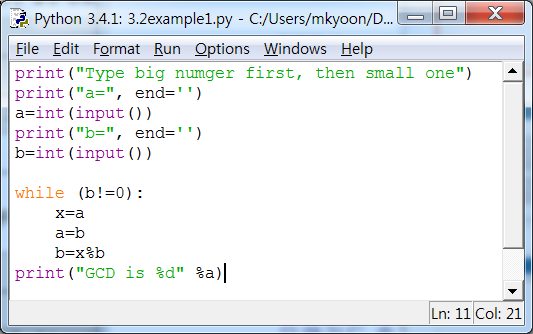 Python 3.4.1: 3.2example1.py - C:/Users/mkyoon/D...
File Edit Format Run Options Windows Help
print("Type big numger first, then small one")
print("a=", end='')
a=int(input())
print("b=", end='')
b=int(input())

while (b!=0):
    x=a
    a=b
    b=x%b
print("GCD is %d" %a)
Ln: 11 Col: 21